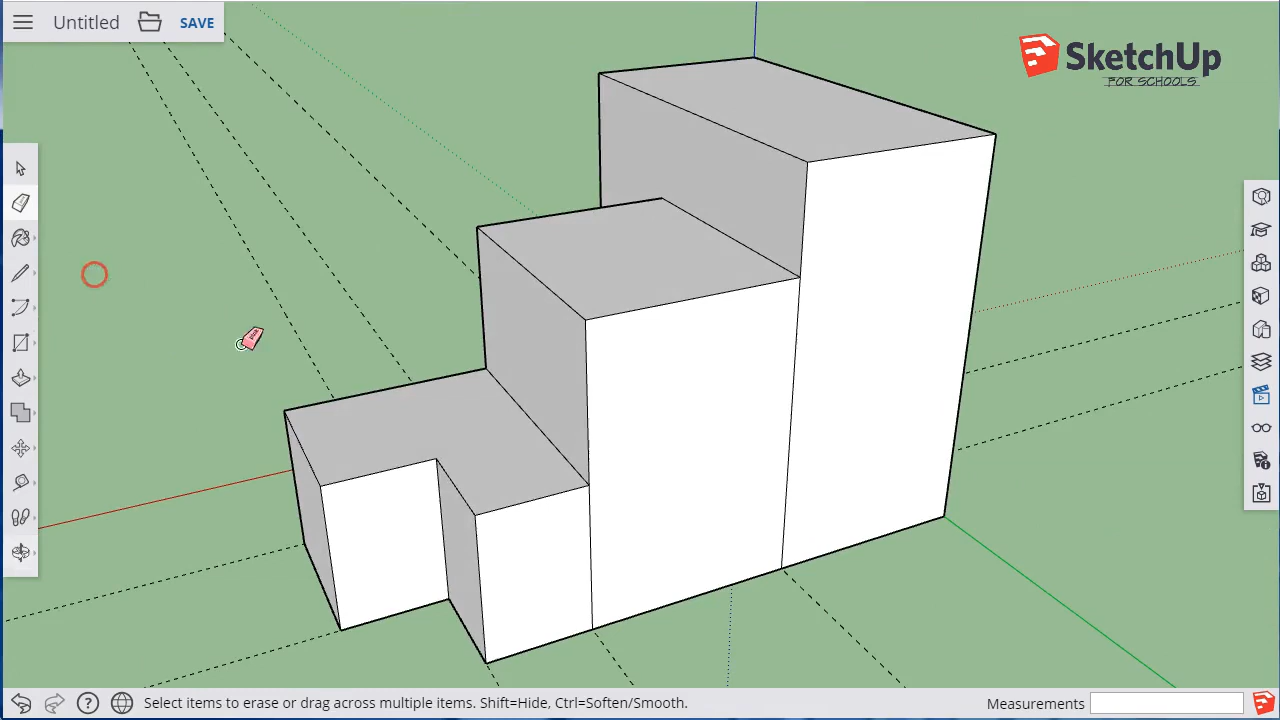 Untitled
SAVE
SketchUp
FOR SCHOOLS
Select items to erase or drag across multiple items. Shift=Hide, Ctrl=Soften/Smooth.
Measurements